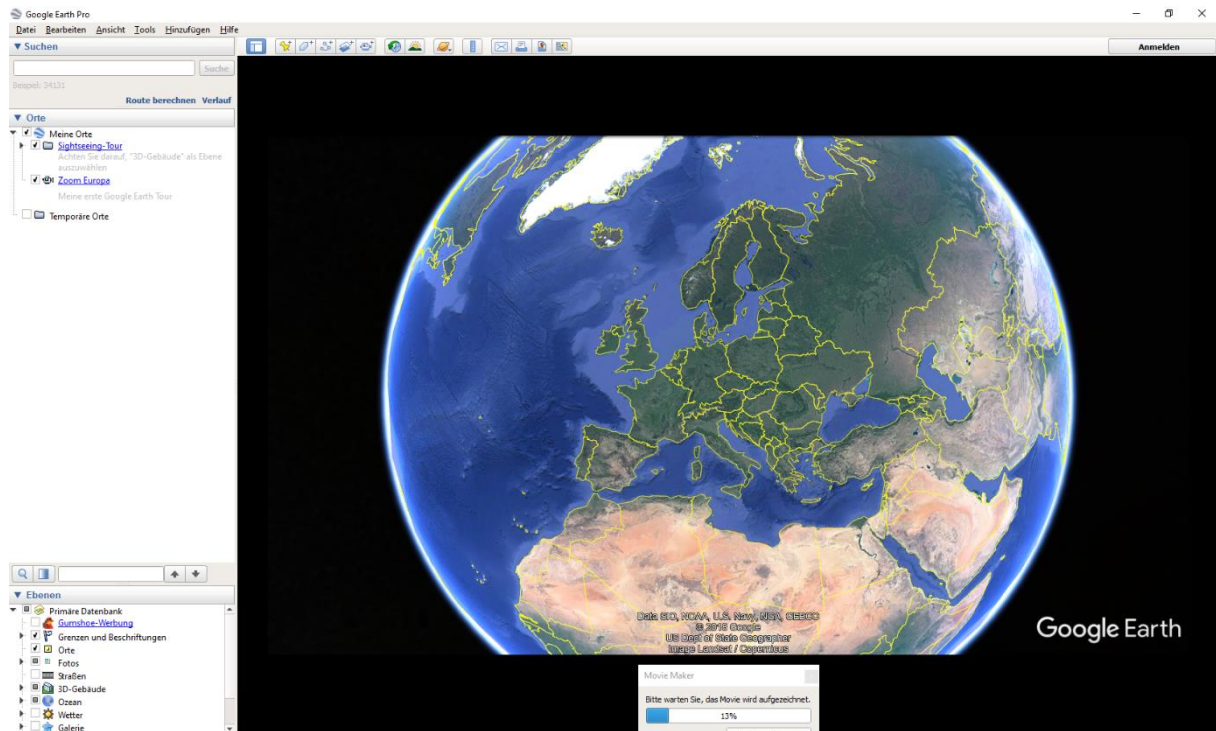 Google Earth Pro
Datei Bearbeiten Ansicht Tools Hinzufügen Hilfe
Suchen
Anmelden
Suche
Beispiel: 34131
Route berechnen Verlauf
Orte
Meine Orte
Sightseeing-Tour
Achten Sie darauf, "3D-Gebäude" als Ebene
auszuwählen
Zoom Europa
Meine erste Google Earth Tour
Temporäre Orte
Ebenen
Primäre Datenbank
Gumshoe-Werbung
Grenzen und Beschriftungen
Orte
Fotos
Straßen
3D-Gebäude
Ozean
Wetter
Galerie
Data SIO, NOAA, U.S. Navy, NGA, GEBCO
© 2018 Google
US Dept of State Geographer
Image Landsat / Copernicus
Google Earth
Movie Maker
Bitte warten Sie, das Movie wird aufgezeichnet.
13%